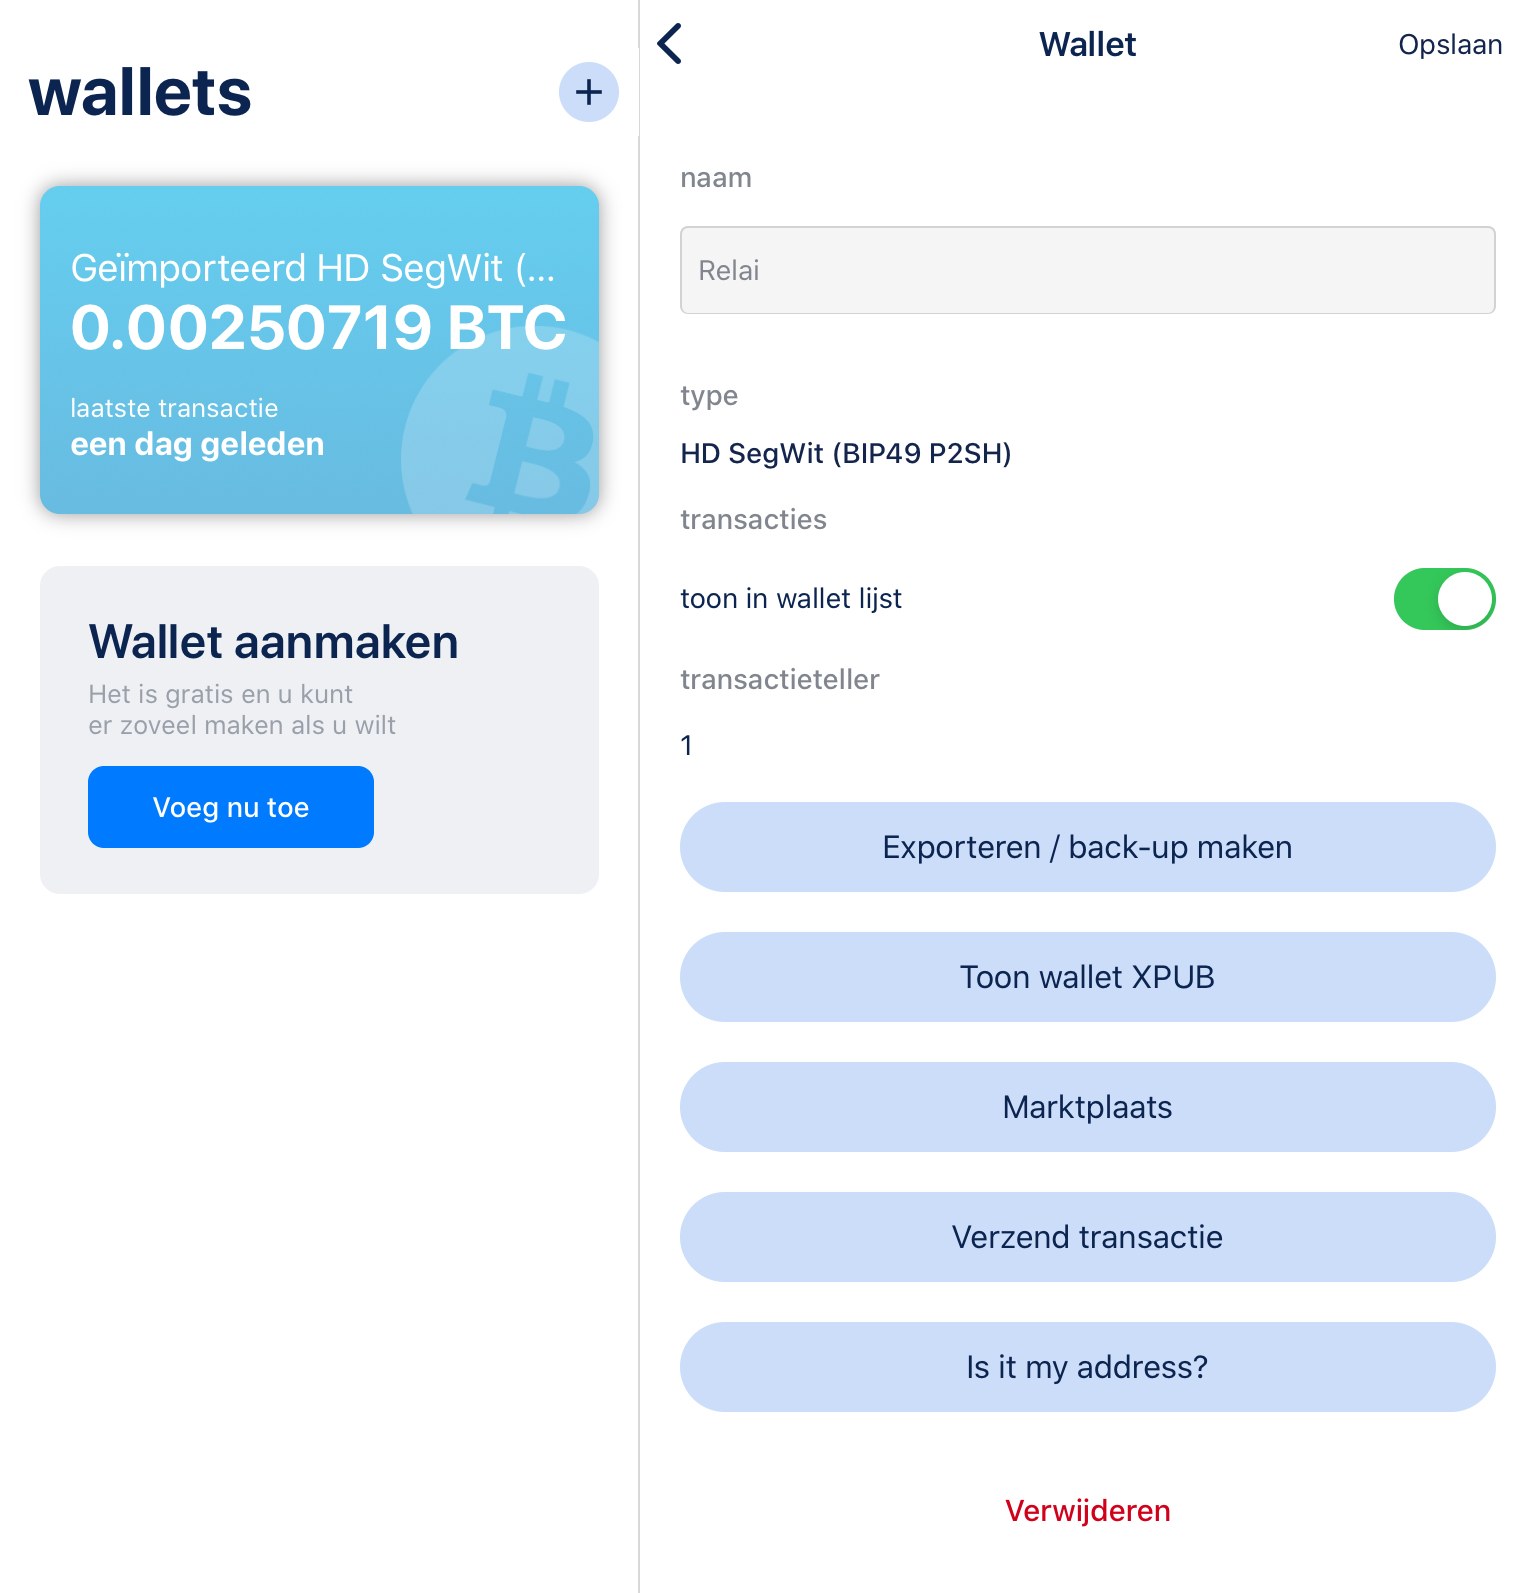 wallets
+
Geïmporteerd HD SegWit (...
0.00250719 BTC
laatste transactie
een dag geleden
Wallet aanmaken
Het is gratis en u kunt
er zoveel maken als u wilt
Voeg nu toe
Wallet
Opslaan
naam
Relai
type
HD SegWit (BIP49 P2SH)
transacties
toon in wallet lijst
transactieteller
1
Exporteren / back-up maken
Toon wallet XPUB
Marktplaats
Verzend transactie
Is it my address?
Verwijderen